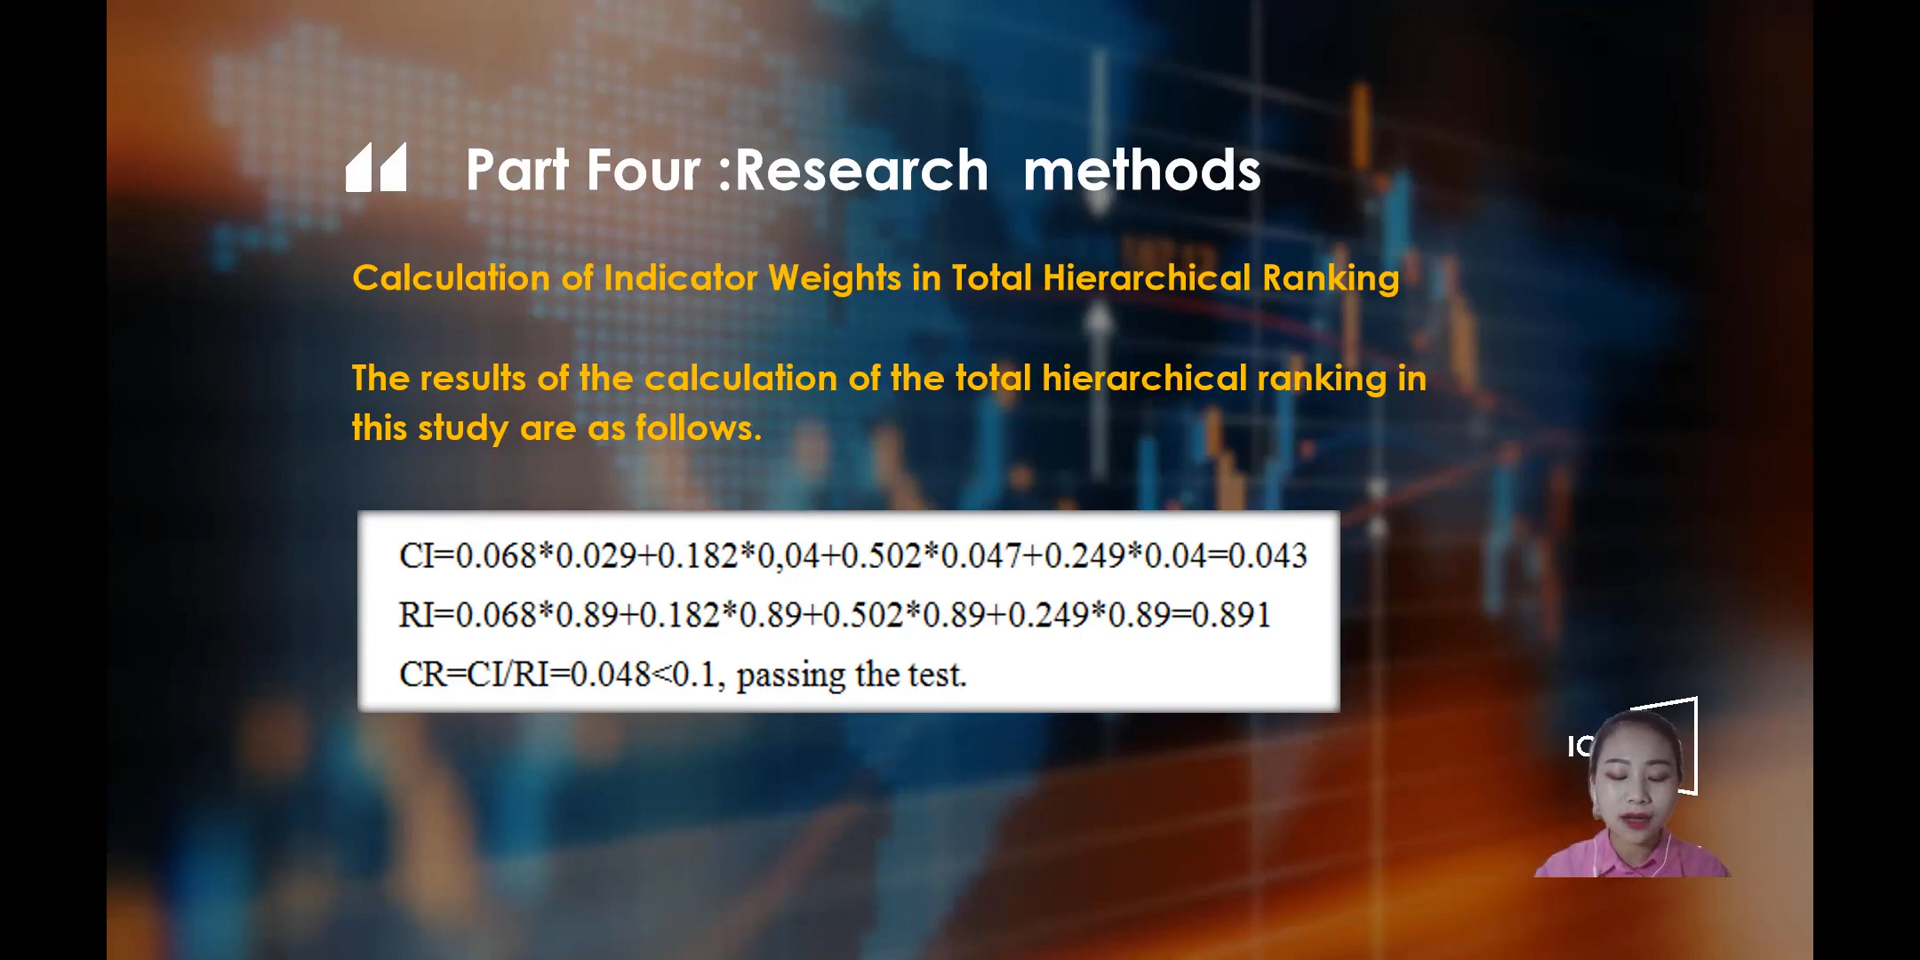 Part Four :Research methods
Calculation of Indicator Weights in Total Hierarchical Ranking
The results of the calculation of the total hierarchical ranking in
this study are as follows.
CI=0.068*0.029+0.182*0,04+0.502*0.047+0.249*0.04=0.043
RI=0.068*0.89+0.182*0.89+0.502*0.89+0.249*0.89=0.891
CR=CI/RI=0.048<0.1, passing the test.